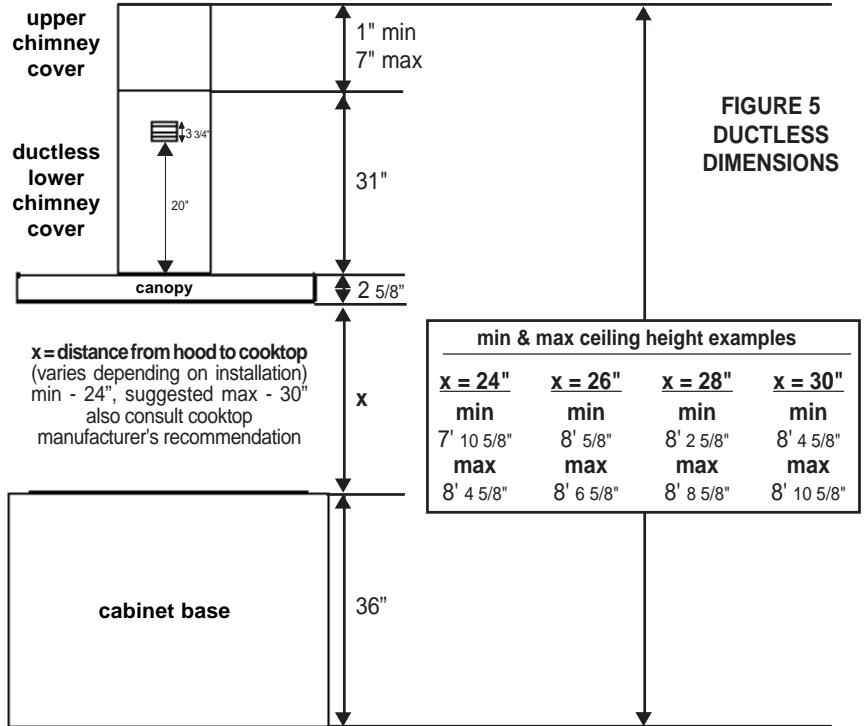 upper
chimney
cover
1" min
7" max
FIGURE 5
DUCTLESS
DIMENSIONS
3 3/4"
ductless
lower
chimney
cover
31"
20"
canopy
2 5/8”
x = distance from hood to cooktop
(varies depending on installation)
min - 24”, suggested max - 30”
also consult cooktop
manufacturer's recommendation
x
min & max ceiling height examples
x = 24" x = 26" x = 28" x = 30"
min min min min
7' 10 5/8" 8' 5/8" 8' 2 5/8" 8' 4 5/8"
max max max max
8' 4 5/8" 8' 6 5/8" 8' 8 5/8" 8' 10 5/8"
cabinet base
36”